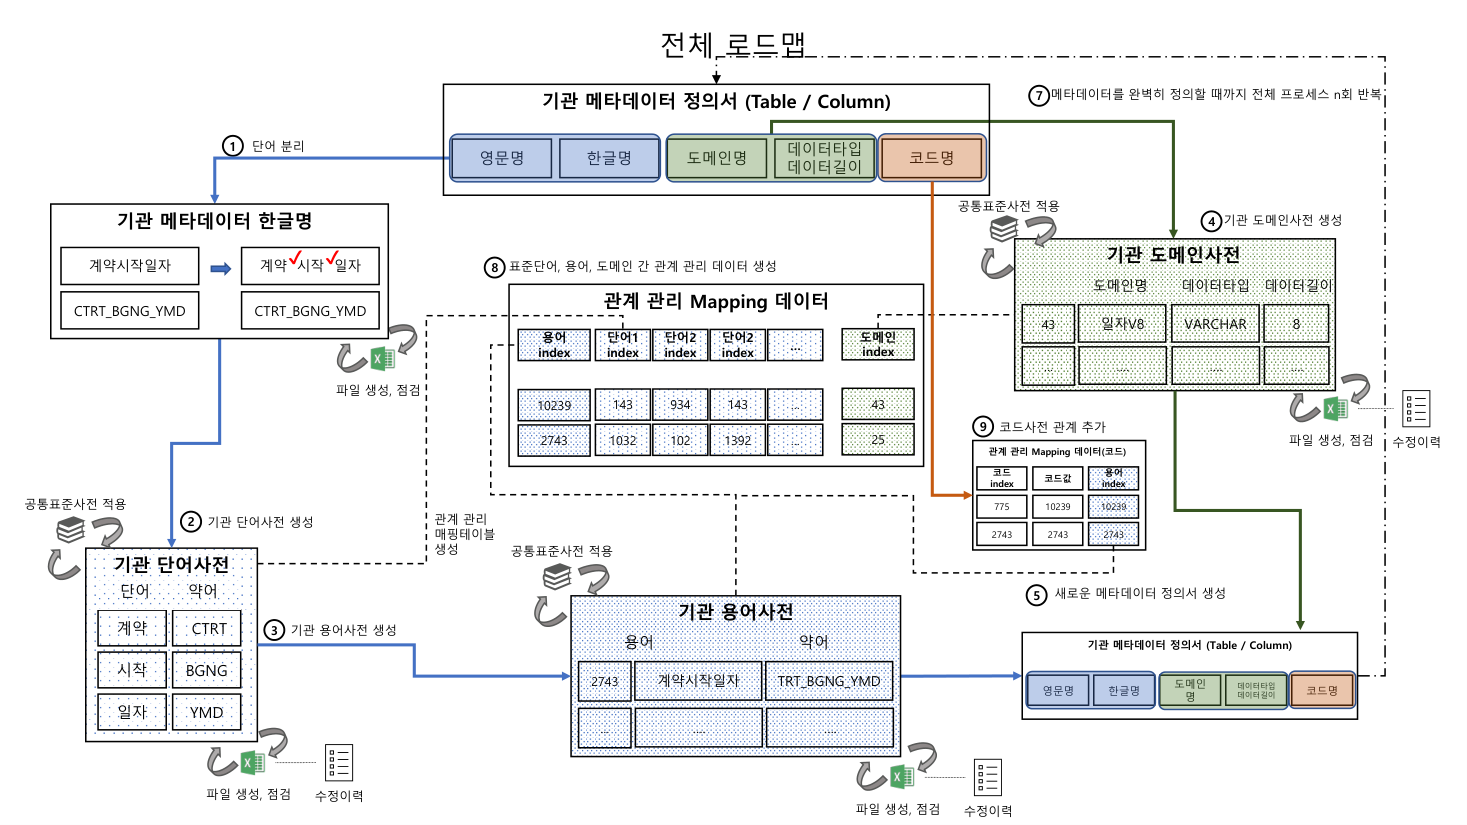 전체 로드맵
기관 메타데이터 정의서 (Table / Column)
영문명
한글명
도메인명
데이터타입
데이터길이
코드명
7 메타데이터를 완벽히 정의할 때까지 전체 프로세스 n회 반복
1 단어 분리
기관 메타데이터 한글명
계약시작일자
계약 시작 일자
CTRT_BGNG_YMD
CTRT_BGNG_YMD
파일 생성, 점검
8 표준단어, 용어, 도메인 간 관계 관리 데이터 생성
관계 관리 Mapping 데이터
용어
index
단어1
index
단어2
index
단어2
index
...
도메인
index
10239
143
934
143
...
43
2743
1032
102
1392
...
25
공통표준사전 적용
4 기관 도메인사전 생성
기관 도메인사전
도메인명
데이터타입
데이터길이
43
일자V8
VARCHAR
8
....
....
....
....
파일 생성, 점검
수정이력
9 코드사전 관계 추가
관계 관리 Mapping 데이터(코드)
코드
index
코드값
용어
index
775
10239
10239
2743
2743
2743
공통표준사전 적용
2 기관 단어사전 생성
기관 단어사전
단어
약어
계약
CTRT
시작
BGNG
일자
YMD
파일 생성, 점검
수정이력
관계 관리
매핑테이블
생성
3 기관 용어사전 생성
공통표준사전 적용
기관 용어사전
용어
약어
2743
계약시작일자
TRT_BGNG_YMD
...
....
....
파일 생성, 점검
수정이력
5 새로운 메타데이터 정의서 생성
기관 메타데이터 정의서 (Table / Column)
영문명
한글명
도메인
명
데이터타입
데이터길이
코드명